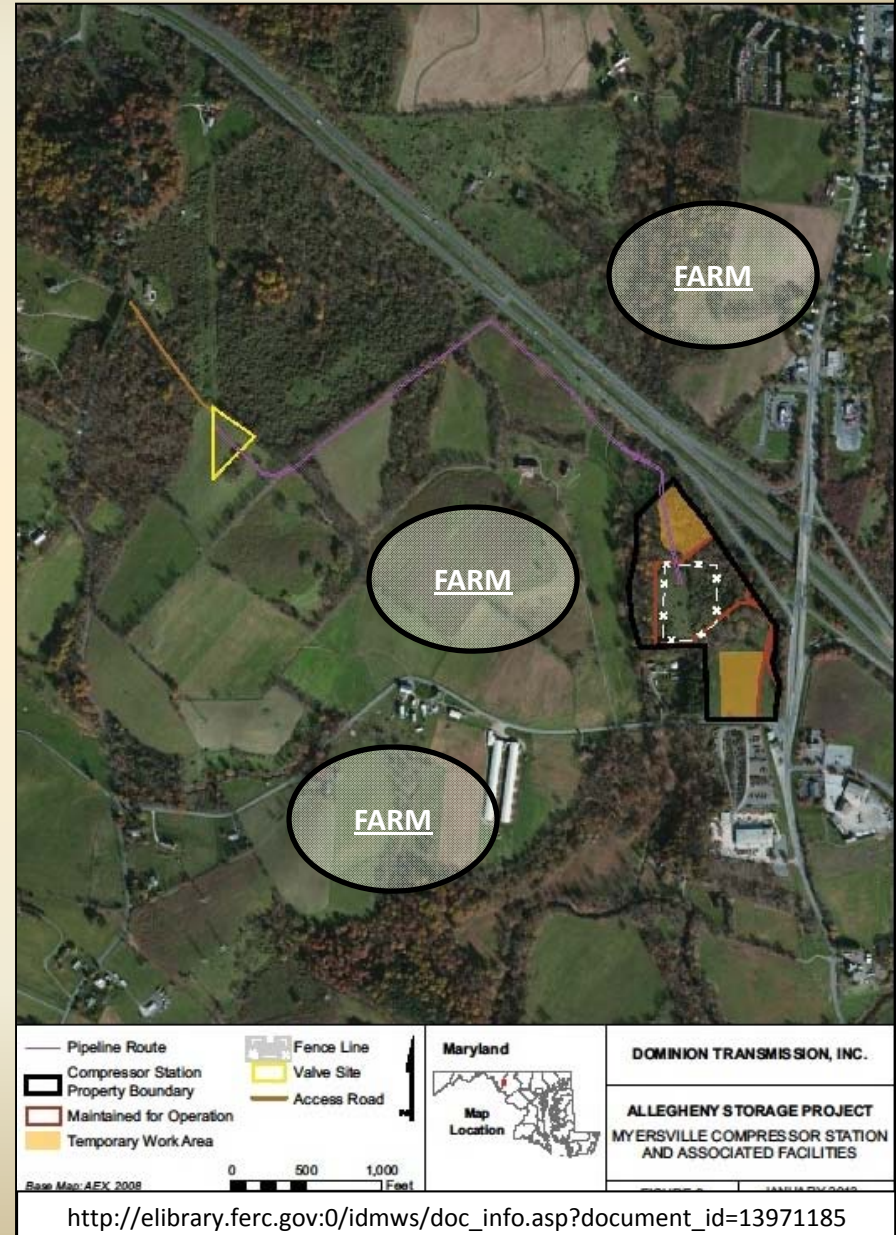 FARM
FARM
FARM
Pipeline Route
Compressor Station
Property Boundary
Maintained for Operation
Temporary Work Area
Fence Line
Valve Site
Access Road
Base Map: AEX, 2008
0 500 1,000
Feet
Maryland
Map
Location
DOMINION TRANSMISSION, INC.
ALLEGHENY STORAGE PROJECT
MYERSVILLE COMPRESSOR STATION
AND ASSOCIATED FACILITIES
http://elibrary.ferc.gov:0/idmws/doc_info.asp?document_id=13971185